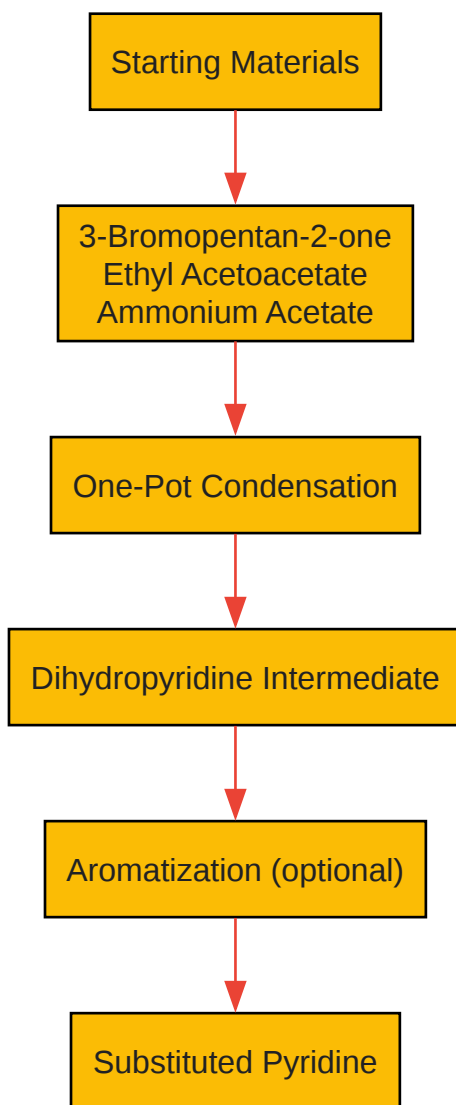 Starting Materials
3-Bromopentan-2-one
Ethyl Acetoacetate
Ammonium Acetate
One-Pot Condensation
Dihydropyridine Intermediate
Aromatization (optional)
Substituted Pyridine